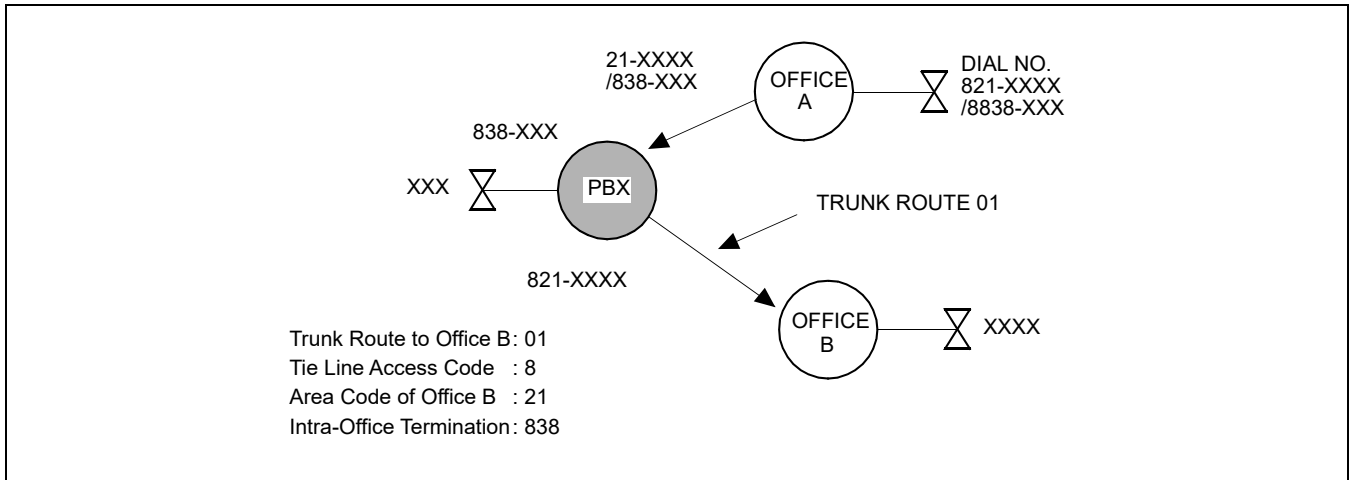 21-XXXX
/838-XXX
OFFICE
A
DIAL NO.
821-XXXX
/8838-XXX
838-XXX
XXX
PBX
TRUNK ROUTE 01
821-XXXX
OFFICE
B
XXXX
Trunk Route to Office B: 01
Tie Line Access Code : 8
Area Code of Office B : 21
Intra-Office Termination: 838